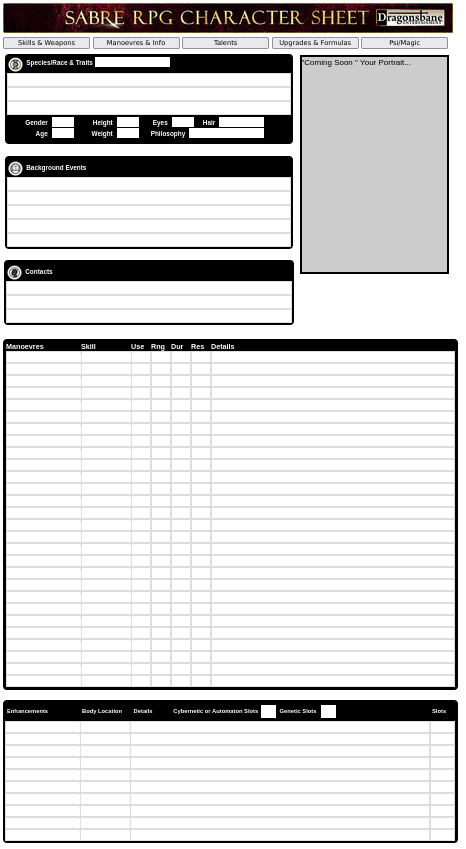 SABRE RPG CHARACTER SHEET Dragonsbane ENTERTAINMENT
Skills & Weapons Manoevres & Info Talents Upgrades & Formulas Psi/Magic
Species/Race & Traits
Gender Height Eyes Hair
Age Weight Philosophy
"Coming Soon " Your Portrait...
Background Events
Contacts
Manoevres Skill Use Rng Dur Res Details
Enhancements Body Location Details Cybernetic or Automaton Slots Genetic Slots Slots